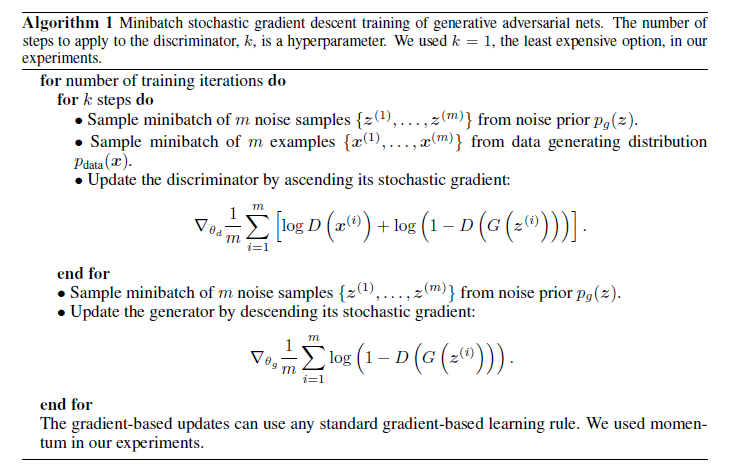 Algorithm 1 Minibatch stochastic gradient descent training of generative adversarial nets. The number of
steps to apply to the discriminator, k, is a hyperparameter. We used k = 1, the least expensive option, in our
experiments.
for number of training iterations do
for k steps do
• Sample minibatch of m noise samples {z^{(1)}, . . . , z^{(m)}} from noise prior p_g(z).
• Sample minibatch of m examples {x^{(1)}, . . . , x^{(m)}} from data generating distribution
p_{data}(x).
• Update the discriminator by ascending its stochastic gradient:
∇_{θ_d} \frac{1}{m} \sum_{i=1}^{m} [log D (x^{(i)}) + log (1 − D (G (z^{(i)})))] .
end for
• Sample minibatch of m noise samples {z^{(1)}, . . . , z^{(m)}} from noise prior p_g(z).
• Update the generator by descending its stochastic gradient:
∇_{θ_g} \frac{1}{m} \sum_{i=1}^{m} log (1 − D (G (z^{(i)}))) .
end for
The gradient-based updates can use any standard gradient-based learning rule. We used momen-
tum in our experiments.